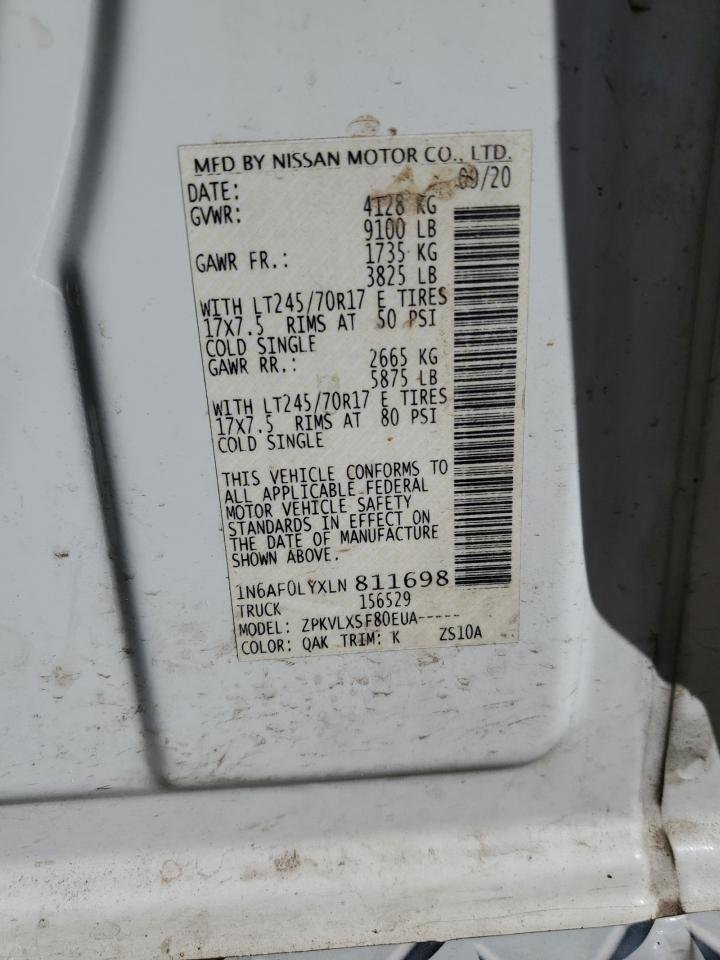 MFD BY NISSAN MOTOR CO., LTD.
DATE: 09/20
GVWR: 4128 KG
9100 LB
GAWR FR.: 1735 KG
3825 LB
WITH LT245/70R17 E TIRES
17X7.5 RIMS AT 50 PSI
COLD SINGLE
GAWR RR.: 2665 KG
5875 LB
WITH LT245/70R17 E TIRES
17X7.5 RIMS AT 80 PSI
COLD SINGLE
THIS VEHICLE CONFORMS TO
ALL APPLICABLE FEDERAL
MOTOR VEHICLE SAFETY
STANDARDS IN EFFECT ON
THE DATE OF MANUFACTURE
SHOWN ABOVE.
1N6AF0LYXLN 811698
TRUCK 156529
MODEL: ZPKVLXSF80EUA-----
COLOR: QAK TRIM: K ZS10A